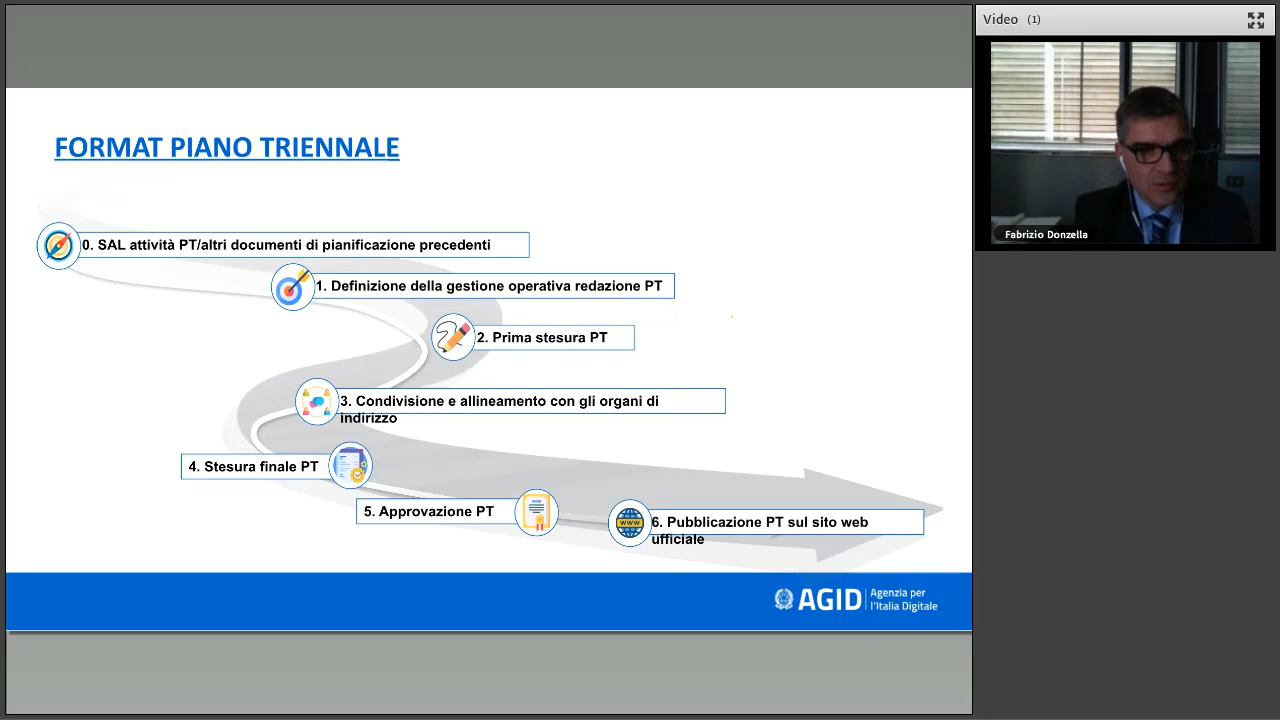 Video (1)
Fabrizio Donzella
FORMAT PIANO TRIENNALE
0. SAL attività PT/altri documenti di pianificazione precedenti
1. Definizione della gestione operativa redazione PT
2. Prima stesura PT
3. Condivisione e allineamento con gli organi di
indirizzo
4. Stesura finale PT
5. Approvazione PT
WWW
6. Pubblicazione PT sul sito web
ufficiale
AGID
Agenzia per
l'Italia Digitale